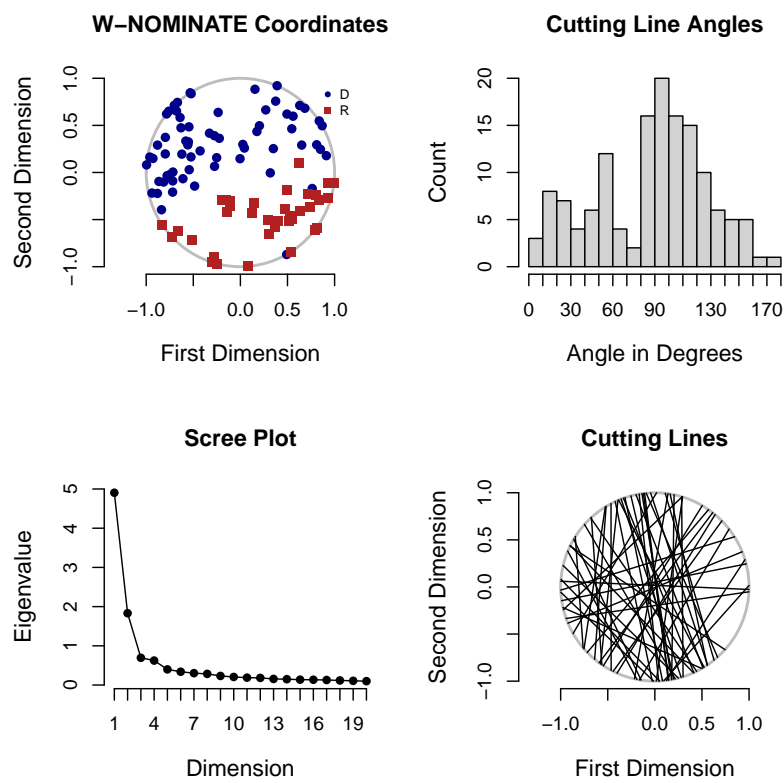 W−NOMINATE Coordinates
Second Dimension
1.0
0.5
0.0
−1.0
D
R
−1.0 0.0 0.5 1.0
First Dimension
Cutting Line Angles
Count
20
15
10
5
0
0 30 60 90 130 170
Angle in Degrees
Scree Plot
Eigenvalue
5
4
3
2
1
0
1 4 7 10 13 16 19
Dimension
Cutting Lines
Second Dimension
1.0
0.5
0.0
−1.0
−1.0 0.0 0.5 1.0
First Dimension